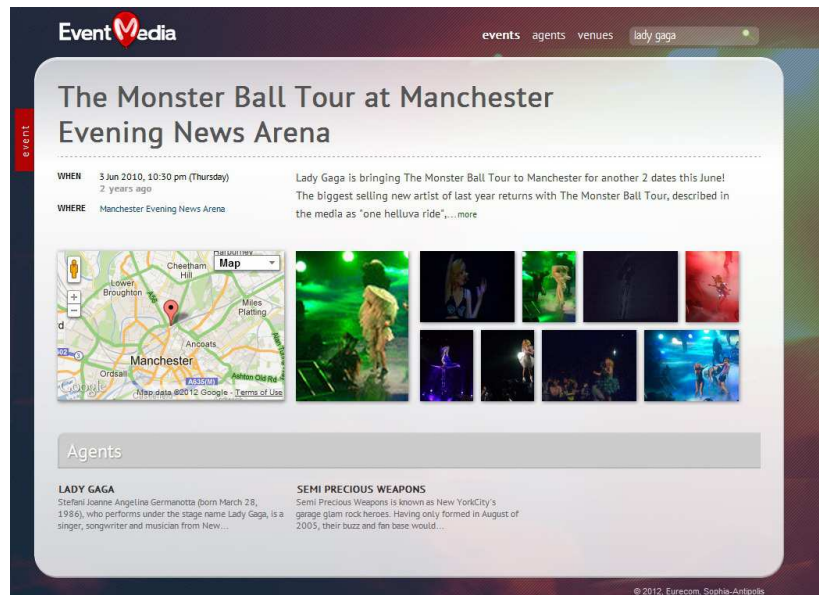 EventMedia
events agents venues lady gaga
event
The Monster Ball Tour at Manchester
Evening News Arena
WHEN 3 Jun 2010, 10:30 pm (Thursday)
2 years ago
WHERE Manchester Evening News Arena
Lady Gaga is bringing The Monster Ball Tour to Manchester for another 2 dates this June!
The biggest selling new artist of last year returns with The Monster Ball Tour, described in
the media as "one helluva ride",...more
Map
Cheetham
Hill
Lower
Broughton
Miles
Platting
Ancoats
Manchester
Ordsall
A635(M)
Ashton Old Rd
Google
Map data ©2012 Google - Terms of Use
Agents
LADY GAGA
Stefani Joanne Angelina Germanotta (born March 28,
1986), who performs under the stage name Lady Gaga, is a
singer, songwriter and musician from New...
SEMI PRECIOUS WEAPONS
Semi Precious Weapons is known as New YorkCity's
garage glam rock heroes. Having only formed in August of
2005, their buzz and fan base would...
© 2012, Eurecom, Sophia-Antipolis